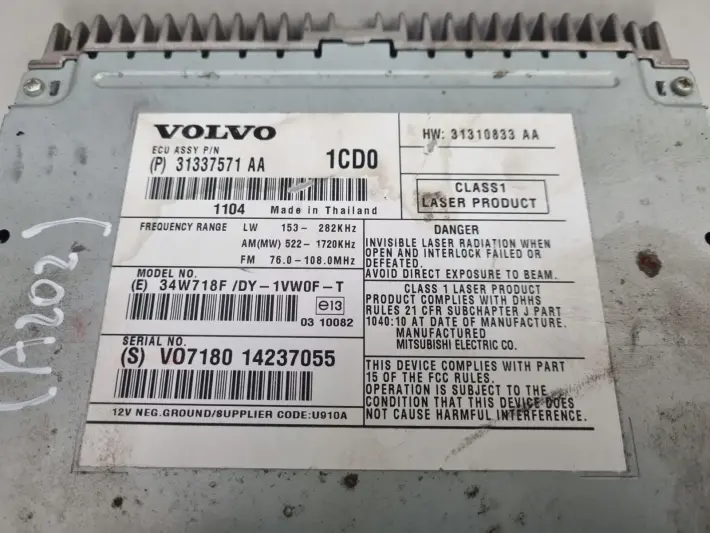 VOLVO
ECU ASSY P/N
(P) 31337571 AA 1CD0
1104 Made in Thailand
FREQUENCY RANGE LW 153- 282KHz
AM(MW) 522- 1720KHz
FM 76.0-108.0MHz
MODEL NO.
(E) 34W718F /DY-1VW0F-T
e13
03 10082
SERIAL NO.
(S) VO7180 14237055
12V NEG.GROUND/SUPPLIER CODE:U910A
HW: 31310833 AA
CLASS1
LASER PRODUCT
DANGER
INVISIBLE LASER RADIATION WHEN
OPEN AND INTERLOCK FAILED OR
DEFEATED.
AVOID DIRECT EXPOSURE TO BEAM.
CLASS 1 LASER PRODUCT
PRODUCT COMPLIES WITH DHHS
RULES 21 CFR SUBCHAPTER J PART
1040:10 AT DATE OF MANUFACTURE.
MANUFACTURED
MITSUBISHI ELECTRIC CO.
THIS DEVICE COMPLIES WITH PART
15 OF THE FCC RULES.
OPERATION IS SUBJECT TO THE
CONDITION THAT THIS DEVICE DOES
NOT CAUSE HARMFUL INTERFERENCE.
(A202)